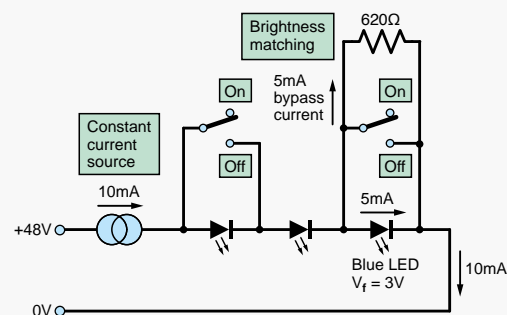 Brightness
matching
620Ω
On
5mA
bypass
current
On
Constant
current
source
Off
Off
10mA
5mA
+48V
Blue LED
Vf = 3V
10mA
0V